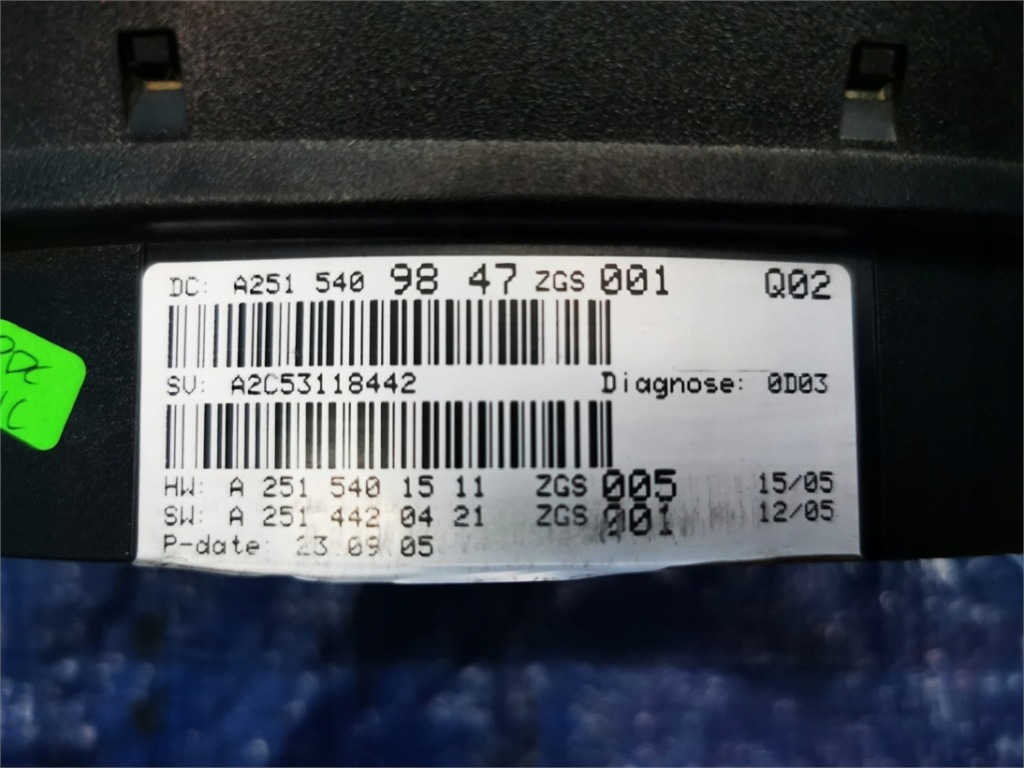 DC: A251 540 98 47 ZGS 001 Q02
SV: A2C53118442 Diagnose: 0D03
HW: A 251 540 15 11 ZGS 005 15/05
SW: A 251 442 04 21 ZGS 001 12/05
P-date: 23.09.05